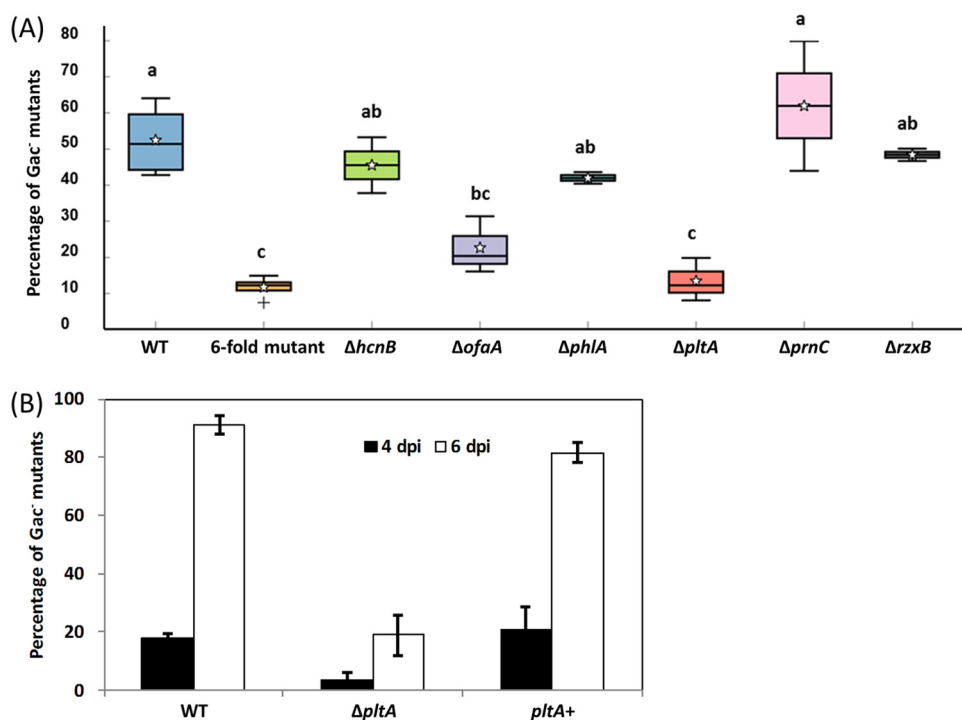 (A)
Percentage of Gac⁻ mutants
80
70
60
50
40
30
20
10
0
a
c
ab
bc
ab
c
a
ab
WT
6-fold mutant
ΔhcnB
ΔofaA
ΔphlA
ΔpltA
ΔprnC
ΔrzxB
(B)
Percentage of Gac⁻ mutants
100
80
60
40
20
0
4 dpi
6 dpi
WT
ΔpltA
pltA+